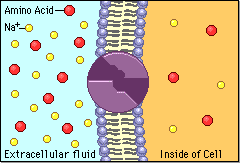 Amino Acid
Na+
Extracellular fluid
Inside of Cell